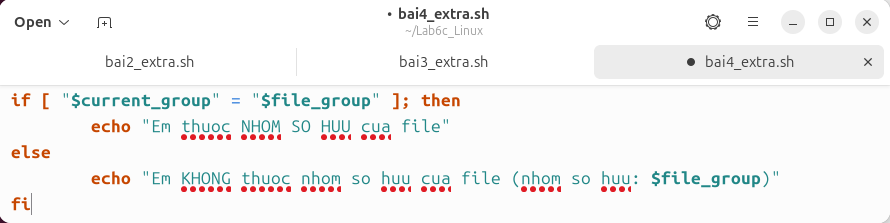 Open
• bai4_extra.sh
~/Lab6c_Linux
bai2_extra.sh
bai3_extra.sh
● bai4_extra.sh
if [ "$current_group" = "$file_group" ]; then
        echo "Em thuoc NHOM SO HUU cua file"
else
        echo "Em KHONG thuoc nhom so huu cua file (nhom so huu: $file_group)"
fi